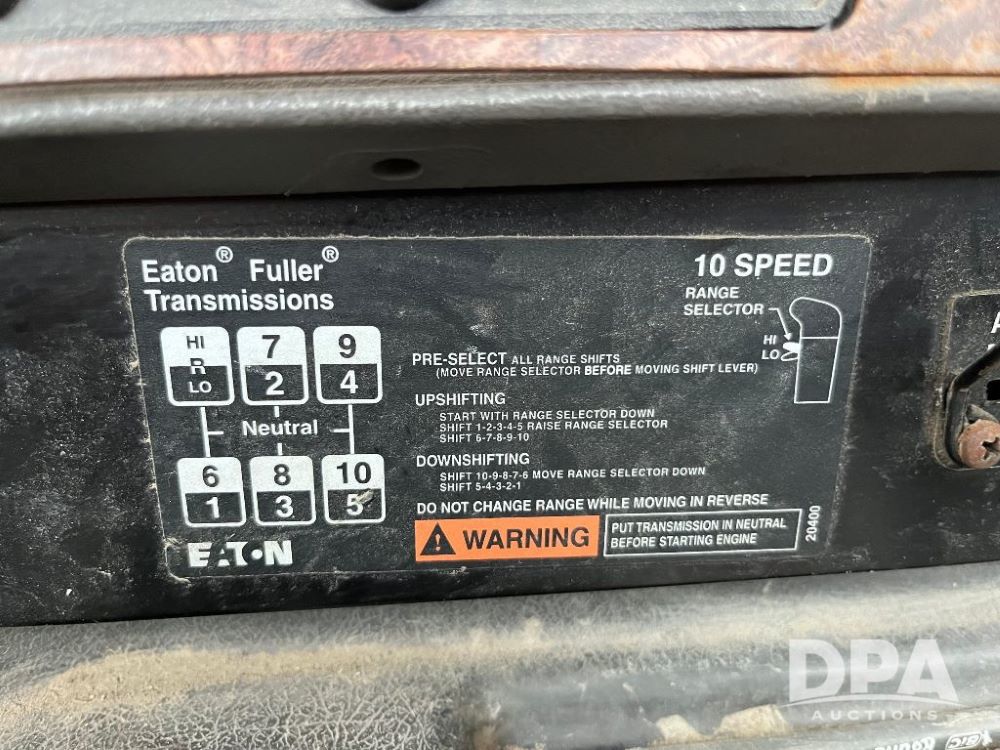 Eaton® Fuller®
Transmissions
10 SPEED
RANGE
SELECTOR
HI
LO
HI
R
LO
7
2
9
4
Neutral
6
1
8
3
10
5
EATON
PRE-SELECT ALL RANGE SHIFTS
(MOVE RANGE SELECTOR BEFORE MOVING SHIFT LEVER)
UPSHIFTING
START WITH RANGE SELECTOR DOWN
SHIFT 1-2-3-4-5 RAISE RANGE SELECTOR
SHIFT 6-7-8-9-10
DOWNSHIFTING
SHIFT 10-9-8-7-6 MOVE RANGE SELECTOR DOWN
SHIFT 5-4-3-2-1
DO NOT CHANGE RANGE WHILE MOVING IN REVERSE
WARNING
PUT TRANSMISSION IN NEUTRAL
BEFORE STARTING ENGINE
20400
DPA
AUCTIONS